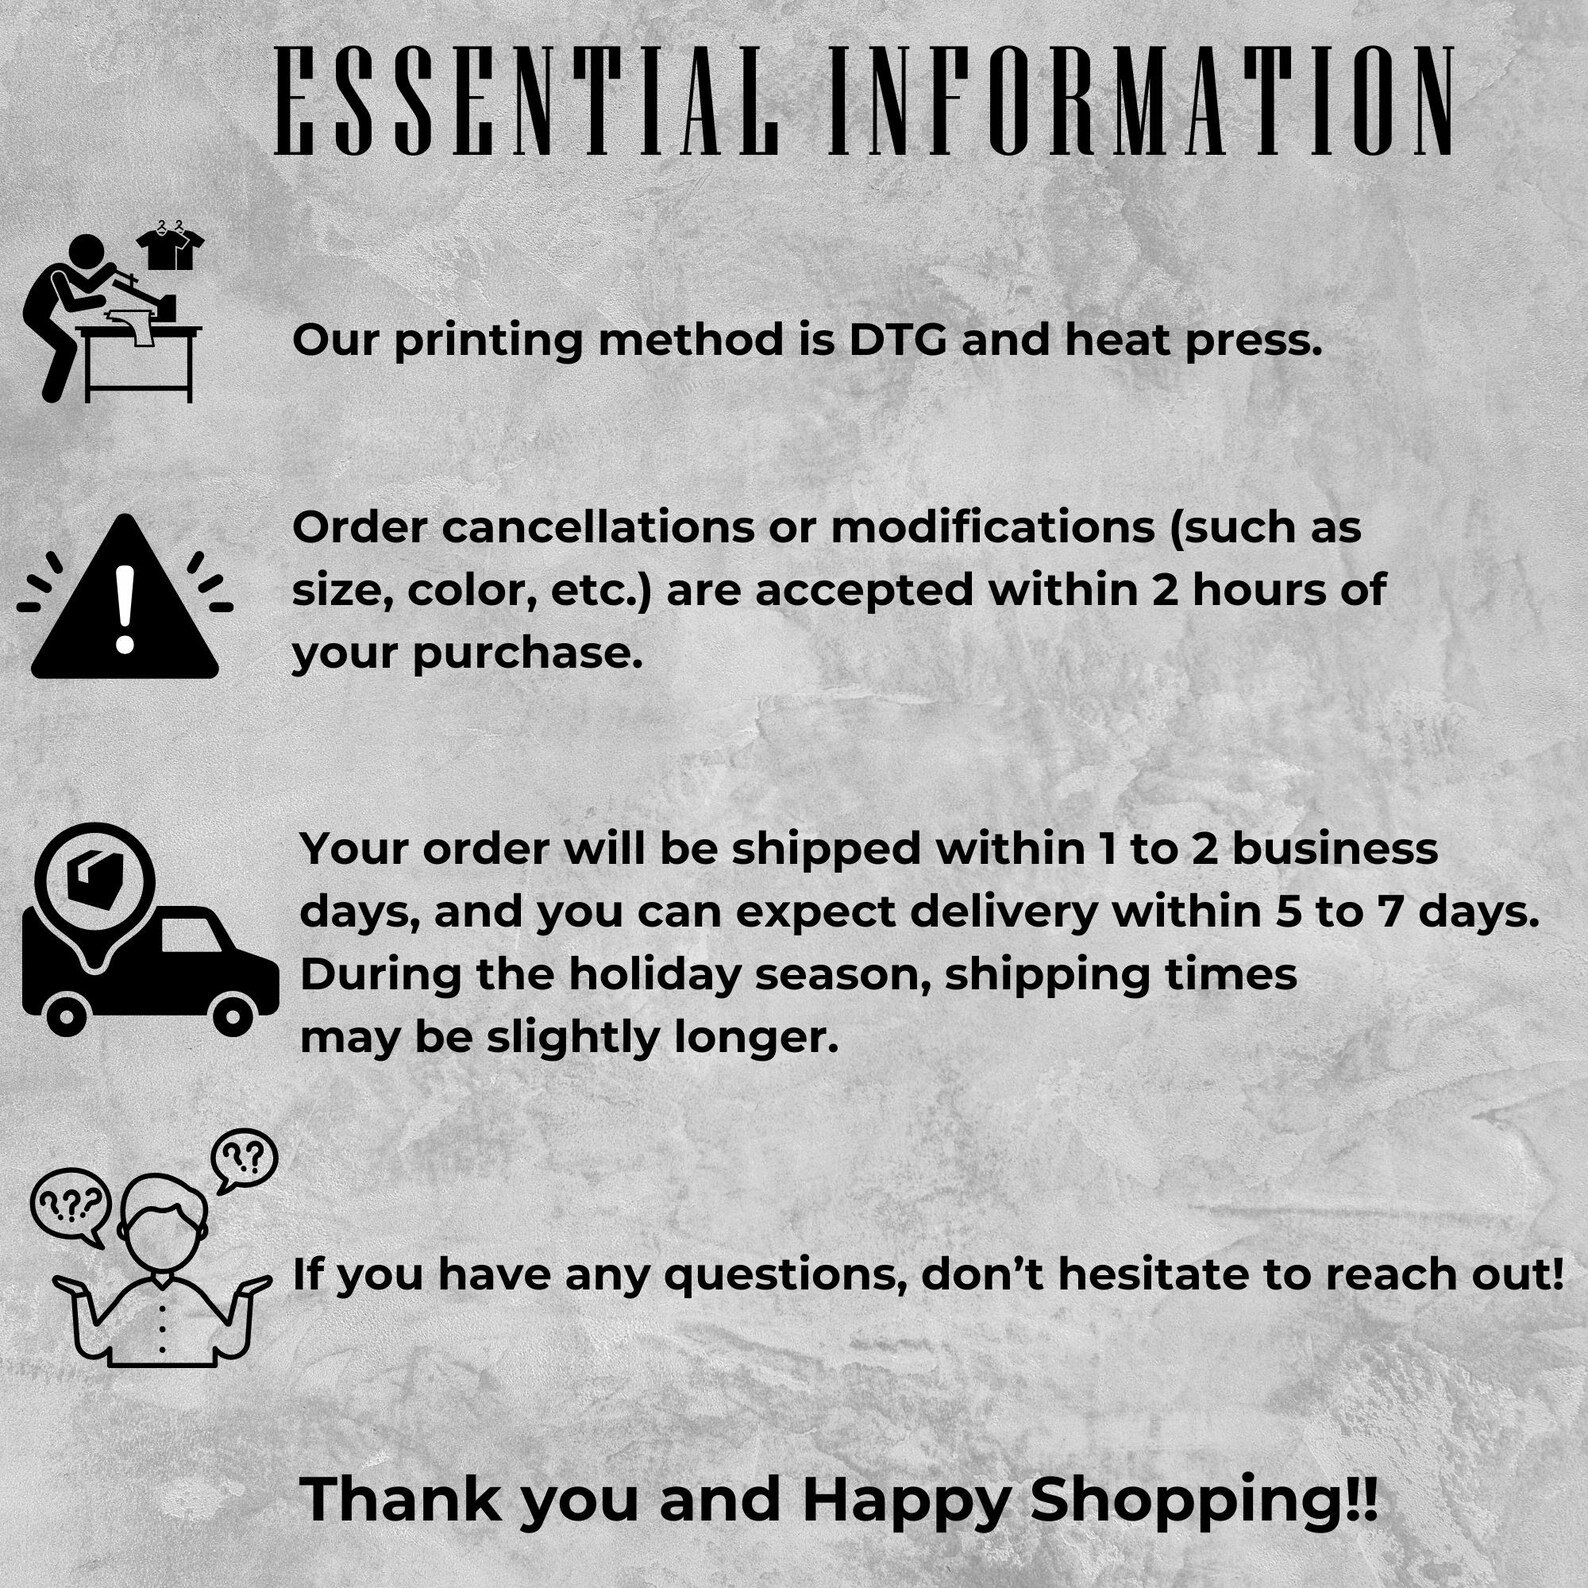 ESSENTIAL INFORMATION
Our printing method is DTG and heat press.
Order cancellations or modifications (such as
size, color, etc.) are accepted within 2 hours of
your purchase.
Your order will be shipped within 1 to 2 business
days, and you can expect delivery within 5 to 7 days.
During the holiday season, shipping times
may be slightly longer.
???
??
If you have any questions, don’t hesitate to reach out!
Thank you and Happy Shopping!!